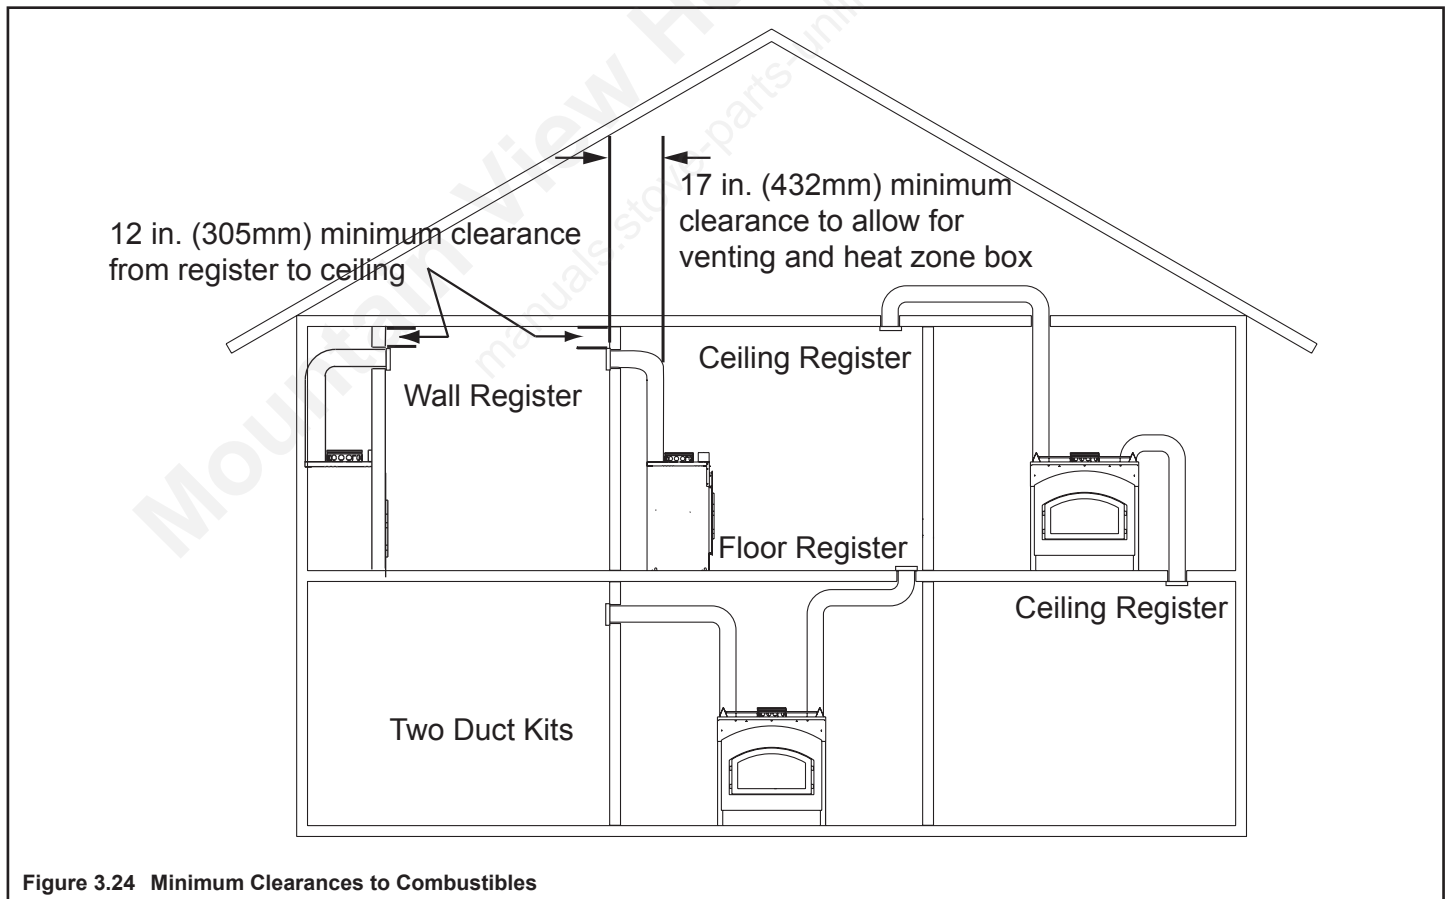 12 in. (305mm) minimum clearance
from register to ceiling
17 in. (432mm) minimum
clearance to allow for
venting and heat zone box
Ceiling Register
Wall Register
Floor Register
Ceiling Register
Two Duct Kits
Figure 3.24 Minimum Clearances to Combustibles
Mountain View